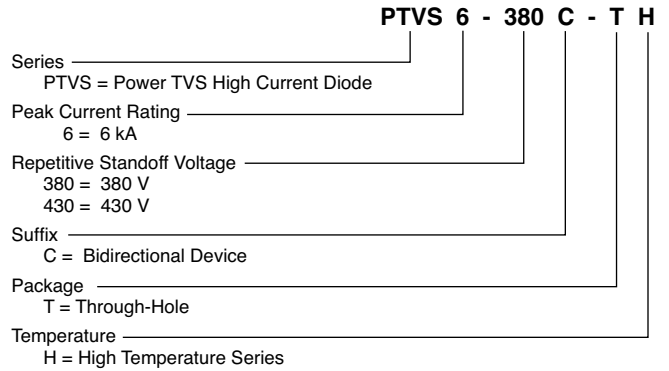 PTVS 6 - 380 C - T H
Series
PTVS = Power TVS High Current Diode
Peak Current Rating
6 = 6 kA
Repetitive Standoff Voltage
380 = 380 V
430 = 430 V
Suffix
C = Bidirectional Device
Package
T = Through-Hole
Temperature
H = High Temperature Series